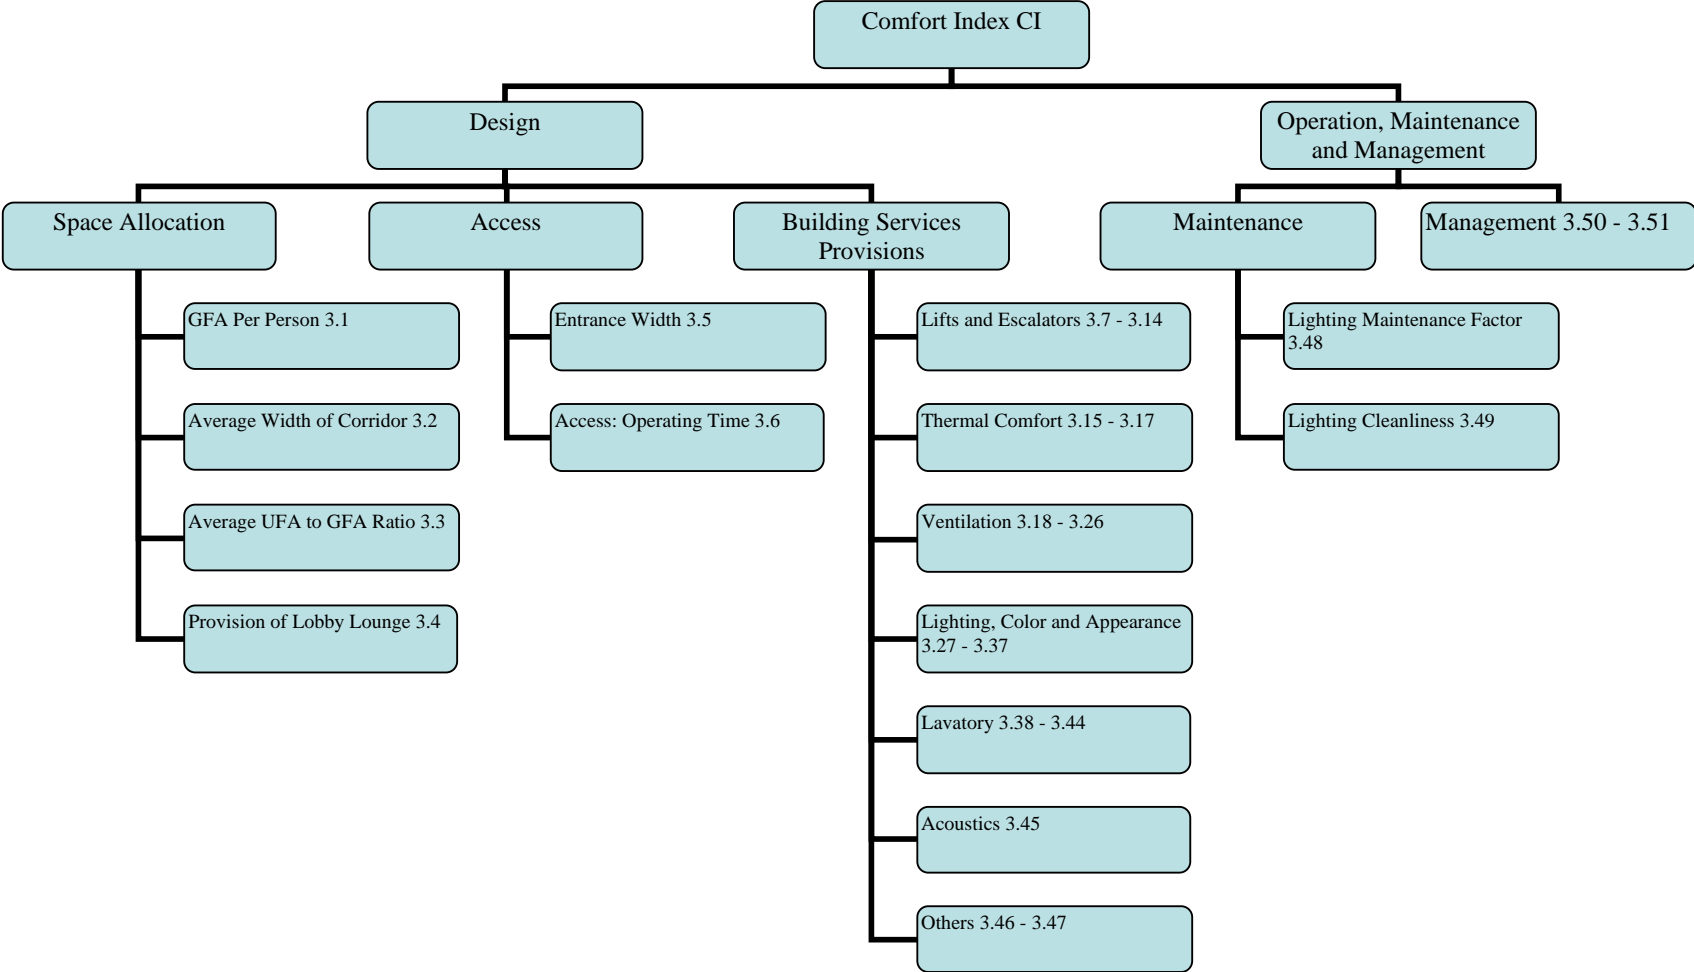 Comfort Index CI
Design
Operation, Maintenance
and Management
Space Allocation
Access
Building Services
Provisions
Maintenance
Management 3.50 - 3.51
GFA Per Person 3.1
Average Width of Corridor 3.2
Average UFA to GFA Ratio 3.3
Provision of Lobby Lounge 3.4
Entrance Width 3.5
Access: Operating Time 3.6
Lifts and Escalators 3.7 - 3.14
Thermal Comfort 3.15 - 3.17
Ventilation 3.18 - 3.26
Lighting, Color and Appearance
3.27 - 3.37
Lavatory 3.38 - 3.44
Acoustics 3.45
Others 3.46 - 3.47
Lighting Maintenance Factor
3.48
Lighting Cleanliness 3.49